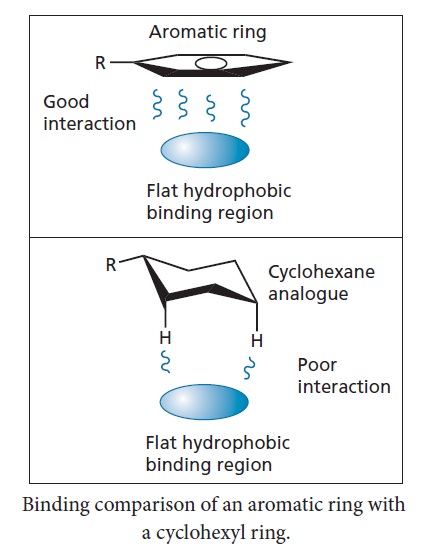 Aromatic ring
R
Good
interaction
Flat hydrophobic
binding region
R
Cyclohexane
analogue
H
H
Poor
interaction
Flat hydrophobic
binding region
Binding comparison of an aromatic ring with
a cyclohexyl ring.